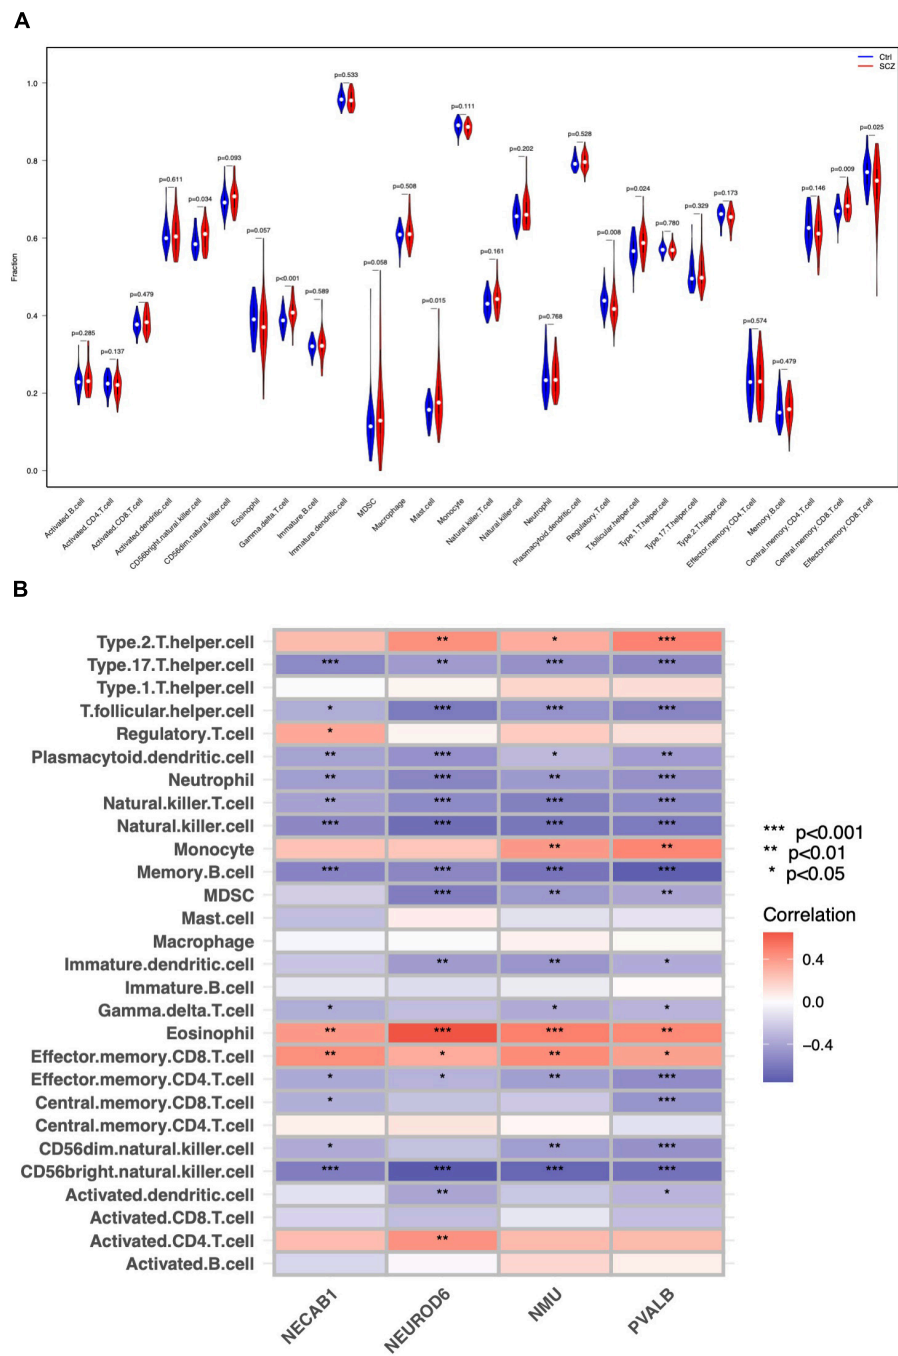 A
Ctrl
SCZ
Fraction
1.0
0.8
0.6
0.4
0.2
0.0
p=0.285
p=0.137
p=0.479
p=0.611
p=0.034
p=0.093
p=0.057
p<0.001
p=0.589
p=0.533
p=0.058
p=0.508
p=0.015
p=0.111
p=0.161
p=0.202
p=0.768
p=0.528
p=0.008
p=0.024
p=0.780
p=0.329
p=0.173
p=0.574
p=0.479
p=0.146
p=0.009
p=0.025
Activated.B.cell
Activated.CD4.T.cell
Activated.CD8.T.cell
Activated.dendritic.cell
CD56bright.natural.killer.cell
CD56dim.natural.killer.cell
Eosinophil
Gamma.delta.T.cell
Immature.B.cell
Immature.dendritic.cell
MDSC
Macrophage
Mast.cell
Monocyte
Natural.killer.T.cell
Natural.killer.cell
Neutrophil
Plasmacytoid.dendritic.cell
Regulatory.T.cell
T.follicular.helper.cell
Type.1.T.helper.cell
Type.17.T.helper.cell
Type.2.T.helper.cell
Effector.memory.CD4.T.cell
Memory.B.cell
Central.memory.CD4.T.cell
Central.memory.CD8.T.cell
Effector.memory.CD8.T.cell
B
Type.2.T.helper.cell ** * ***
Type.17.T.helper.cell *** ** *** ***
Type.1.T.helper.cell
T.follicular.helper.cell * *** *** ***
Regulatory.T.cell *
Plasmacytoid.dendritic.cell ** *** * **
Neutrophil ** *** ** ***
Natural.killer.T.cell ** *** *** ***
Natural.killer.cell *** *** *** ***
Monocyte ** **
Memory.B.cell *** *** *** ***
MDSC *** ** **
Mast.cell
Macrophage
Immature.dendritic.cell ** ** *
Immature.B.cell
Gamma.delta.T.cell * * *
Eosinophil ** *** *** **
Effector.memory.CD8.T.cell ** * ** *
Effector.memory.CD4.T.cell * * ** ***
Central.memory.CD8.T.cell * ***
Central.memory.CD4.T.cell
CD56dim.natural.killer.cell * ** ***
CD56bright.natural.killer.cell *** *** *** ***
Activated.dendritic.cell ** *
Activated.CD8.T.cell
Activated.CD4.T.cell **
Activated.B.cell
NECAB1
NEUROD6
NMU
PVALB
*** p<0.001
** p<0.01
* p<0.05
Correlation
0.4
0.0
−0.4